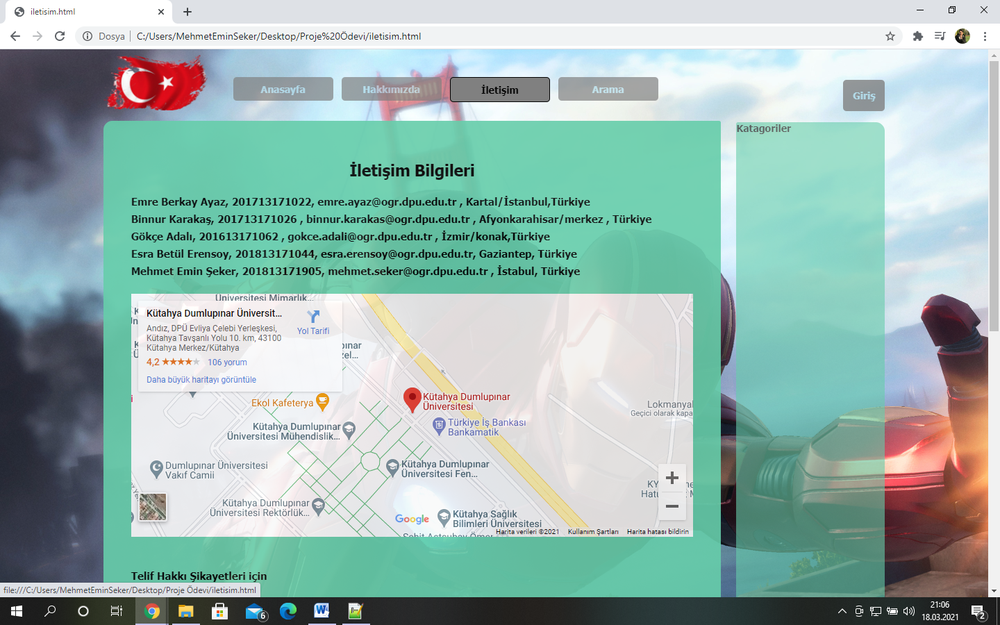 iletisim.html
Dosya
C:/Users/MehmetEminSeker/Desktop/Proje%20Ödevi/iletisim.html
Anasayfa
Hakkımızda
İletişim
Arama
Giriş
Katagoriler
İletişim Bilgileri
Emre Berkay Ayaz, 201713171022, emre.ayaz@ogr.dpu.edu.tr , Kartal/İstanbul,Türkiye
Binnur Karakaş, 201713171026 , binnur.karakas@ogr.dpu.edu.tr , Afyonkarahisar/merkez , Türkiye
Gökçe Adalı, 201613171062 , gokce.adali@ogr.dpu.edu.tr , İzmir/konak,Türkiye
Esra Betül Erensoy, 201813171044, esra.erensoy@ogr.dpu.edu.tr, Gaziantep, Türkiye
Mehmet Emin Şeker, 201813171905, mehmet.seker@ogr.dpu.edu.tr , İstabul, Türkiye
Üniversitesi Mimarlık...
Kütahya Dumlupınar Üniversit...
Andız, DPÜ Evliya Çelebi Yerleşkesi,
Kütahya Tavşanlı Yolu 10. km, 43100
Kütahya Merkez/Kütahya
4,2
106 yorum
Daha büyük haritayı görüntüle
Yol Tarifi
pınar
zel...
Ekol Kafeterya
Kütahya Dumlupınar
Üniversitesi
Türkiye İş Bankası
Bankamatik
Lokmanyal
Geçici olarak kapa
Kütahya Dumlupınar
Üniversitesi Mühendislik...
Dumlupınar Üniversitesi
Vakıf Camii
Kütahya Dumlupınar
Üniversitesi Fen...
Kütahya Dumlupınar
Üniversitesi Rektörlük...
Google
Kütahya Sağlık
Bilimleri Üniversitesi
Harita verileri ©2021
Kullanım Şartları
Harita hatası bildirin
Telif Hakkı Şikayetleri için
file:///C:/Users/MehmetEminSeker/Desktop/Proje Ödevi/iletisim.html
6
21:06
18.03.2021
2